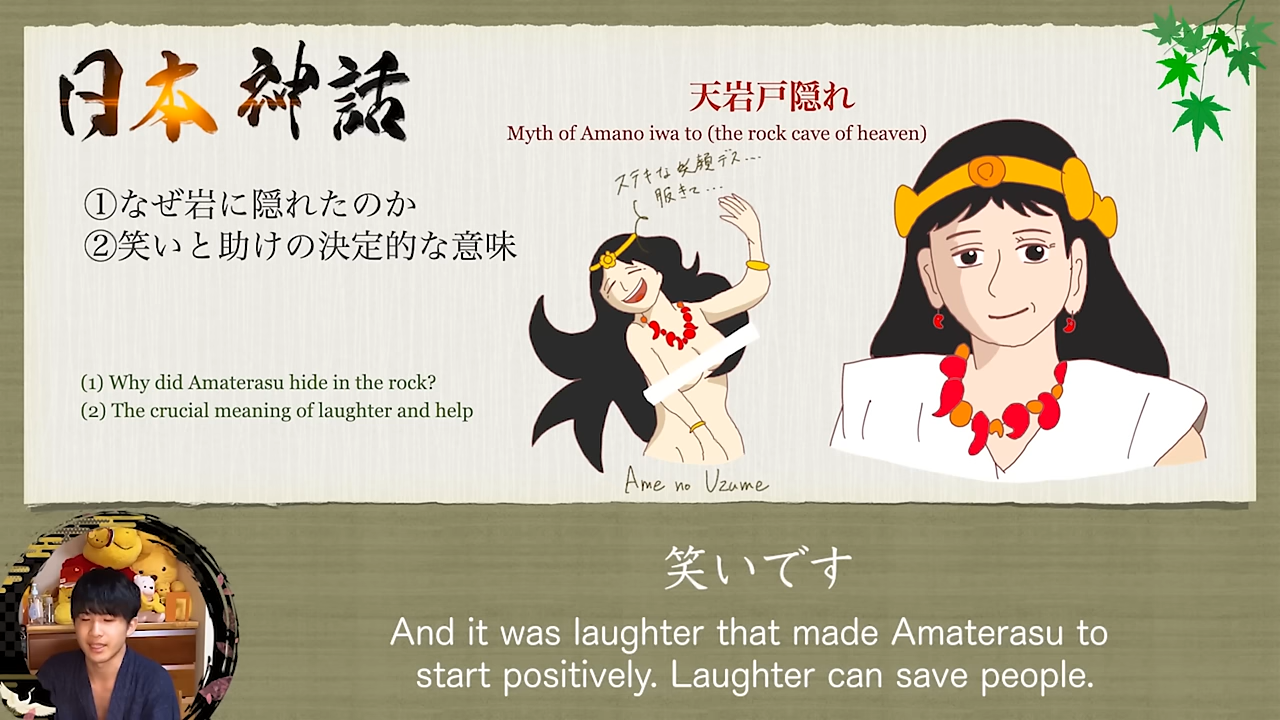 日本神話
天岩戸隠れ
Myth of Amano iwa to (the rock cave of heaven)
①なぜ岩に隠れたのか
②笑いと助けの決定的な意味
ステキな笑顔デス...
服きて...
(1) Why did Amaterasu hide in the rock?
(2) The crucial meaning of laughter and help
Ame no Uzume
笑いです
And it was laughter that made Amaterasu to
start positively. Laughter can save people.